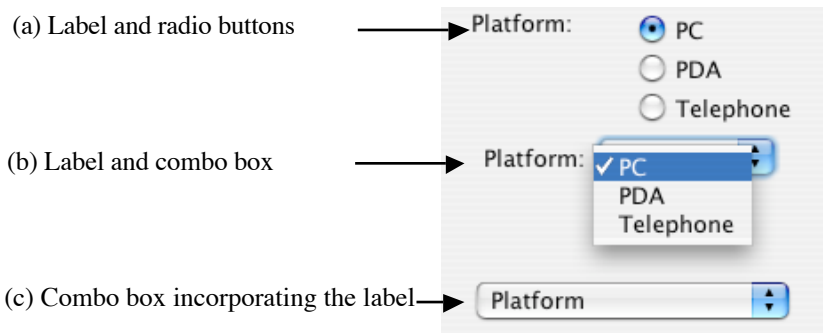 (a) Label and radio buttons
Platform:
PC
PDA
Telephone
(b) Label and combo box
Platform:
PC
PDA
Telephone
(c) Combo box incorporating the label
Platform